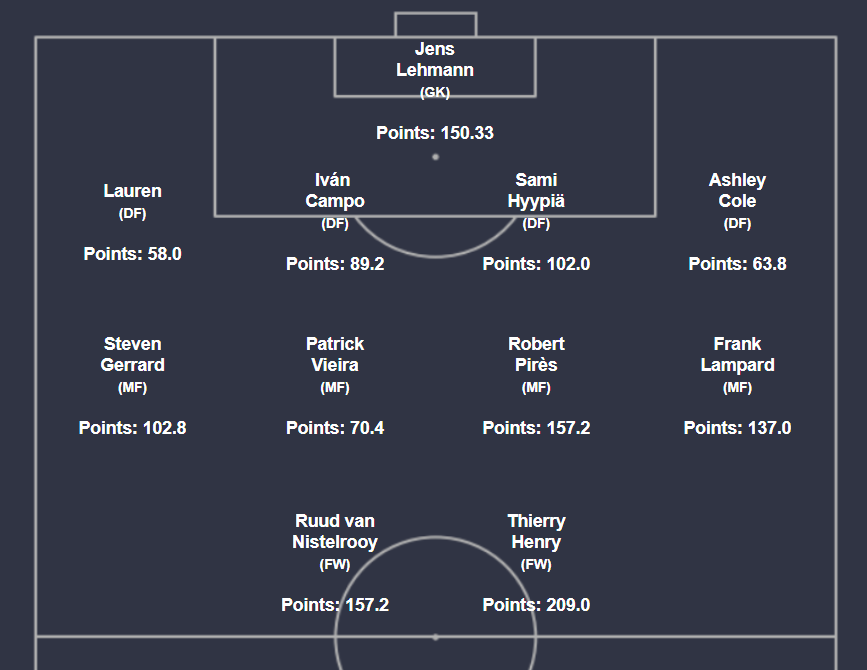 Jens
Lehmann
(GK)
Points: 150.33
Lauren
(DF)
Points: 58.0
Iván
Campo
(DF)
Points: 89.2
Sami
Hyypiä
(DF)
Points: 102.0
Ashley
Cole
(DF)
Points: 63.8
Steven
Gerrard
(MF)
Points: 102.8
Patrick
Vieira
(MF)
Points: 70.4
Robert
Pirès
(MF)
Points: 157.2
Frank
Lampard
(MF)
Points: 137.0
Ruud van
Nistelrooy
(FW)
Points: 157.2
Thierry
Henry
(FW)
Points: 209.0